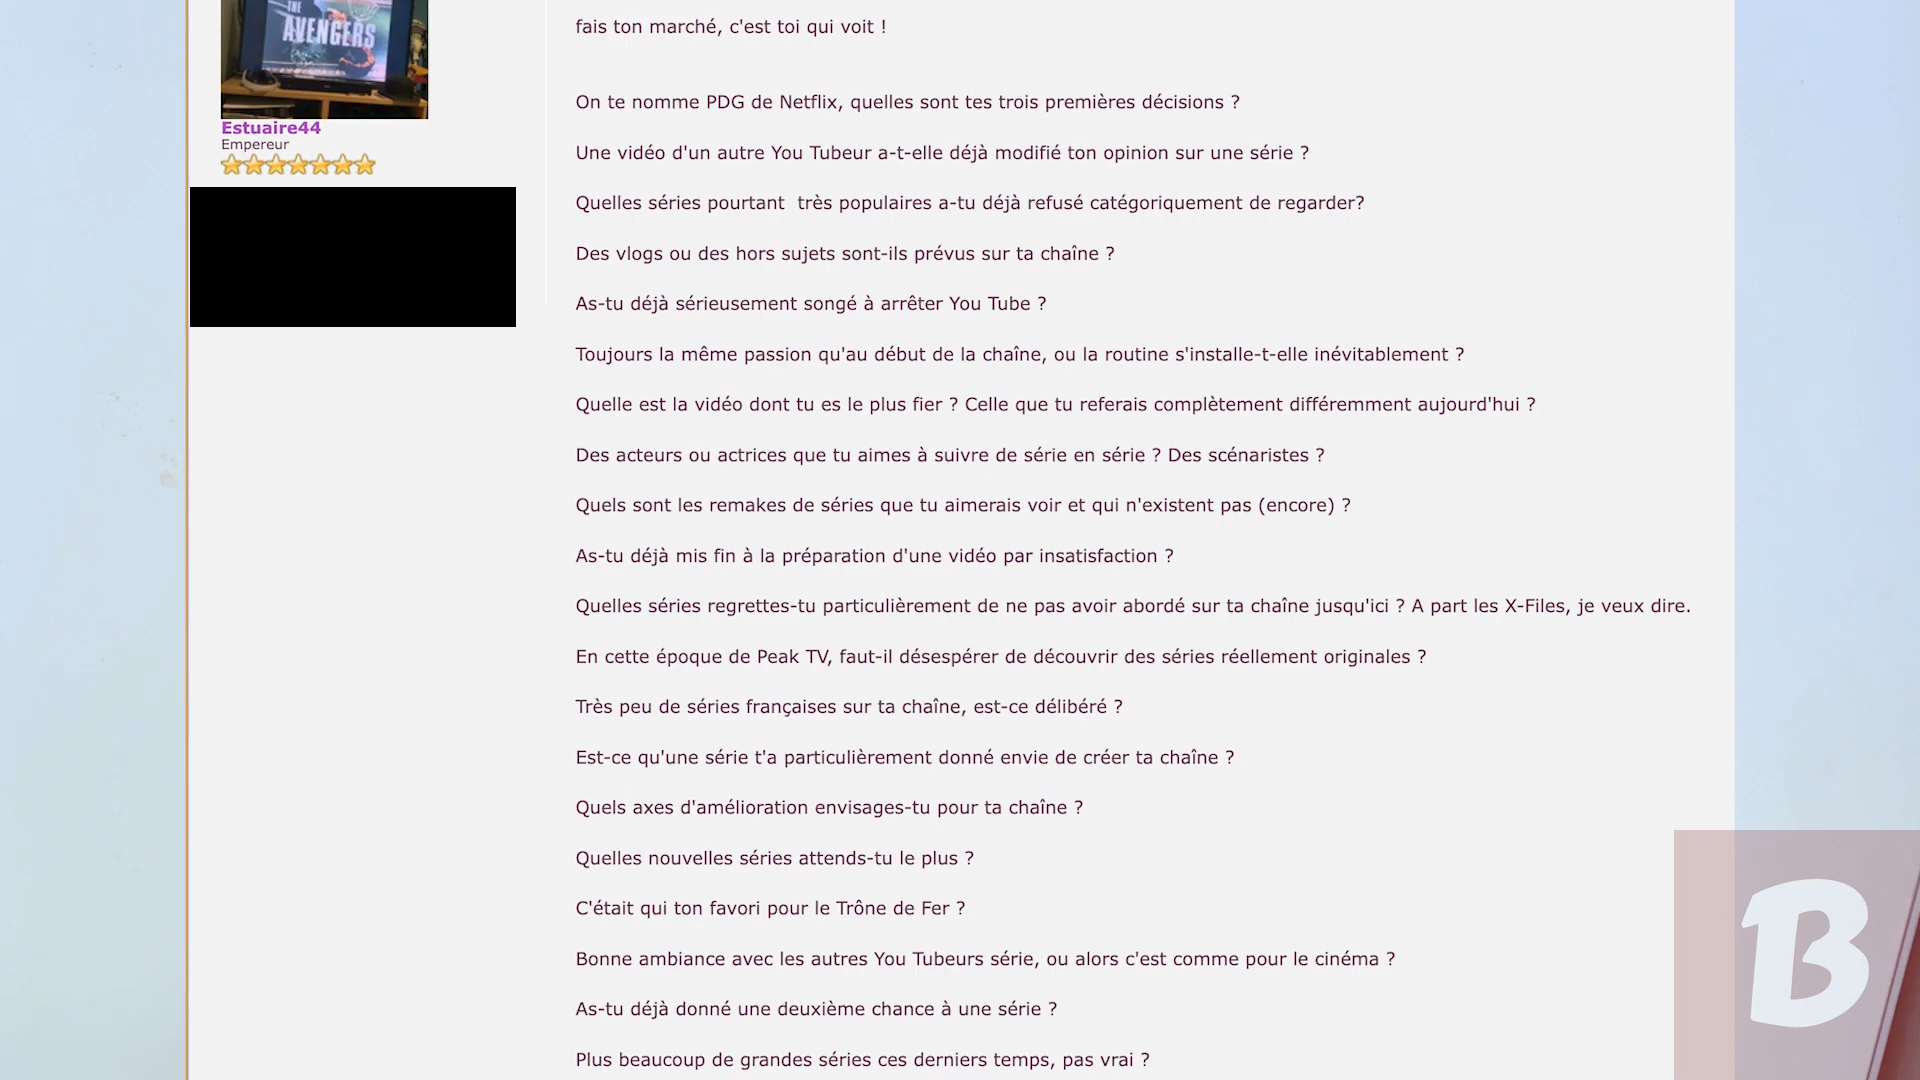 THE
AVENGERS
Estuaire44
Empereur
fais ton marché, c'est toi qui voit !
On te nomme PDG de Netflix, quelles sont tes trois premières décisions ?
Une vidéo d'un autre You Tubeur a-t-elle déjà modifié ton opinion sur une série ?
Quelles séries pourtant  très populaires a-tu déjà refusé catégoriquement de regarder?
Des vlogs ou des hors sujets sont-ils prévus sur ta chaîne ?
As-tu déjà sérieusement songé à arrêter You Tube ?
Toujours la même passion qu'au début de la chaîne, ou la routine s'installe-t-elle inévitablement ?
Quelle est la vidéo dont tu es le plus fier ? Celle que tu referais complètement différemment aujourd'hui ?
Des acteurs ou actrices que tu aimes à suivre de série en série ? Des scénaristes ?
Quels sont les remakes de séries que tu aimerais voir et qui n'existent pas (encore) ?
As-tu déjà mis fin à la préparation d'une vidéo par insatisfaction ?
Quelles séries regrettes-tu particulièrement de ne pas avoir abordé sur ta chaîne jusqu'ici ? A part les X-Files, je veux dire.
En cette époque de Peak TV, faut-il désespérer de découvrir des séries réellement originales ?
Très peu de séries françaises sur ta chaîne, est-ce délibéré ?
Est-ce qu'une série t'a particulièrement donné envie de créer ta chaîne ?
Quels axes d'amélioration envisages-tu pour ta chaîne ?
Quelles nouvelles séries attends-tu le plus ?
C'était qui ton favori pour le Trône de Fer ?
Bonne ambiance avec les autres You Tubeurs série, ou alors c'est comme pour le cinéma ?
As-tu déjà donné une deuxième chance à une série ?
Plus beaucoup de grandes séries ces derniers temps, pas vrai ?
B